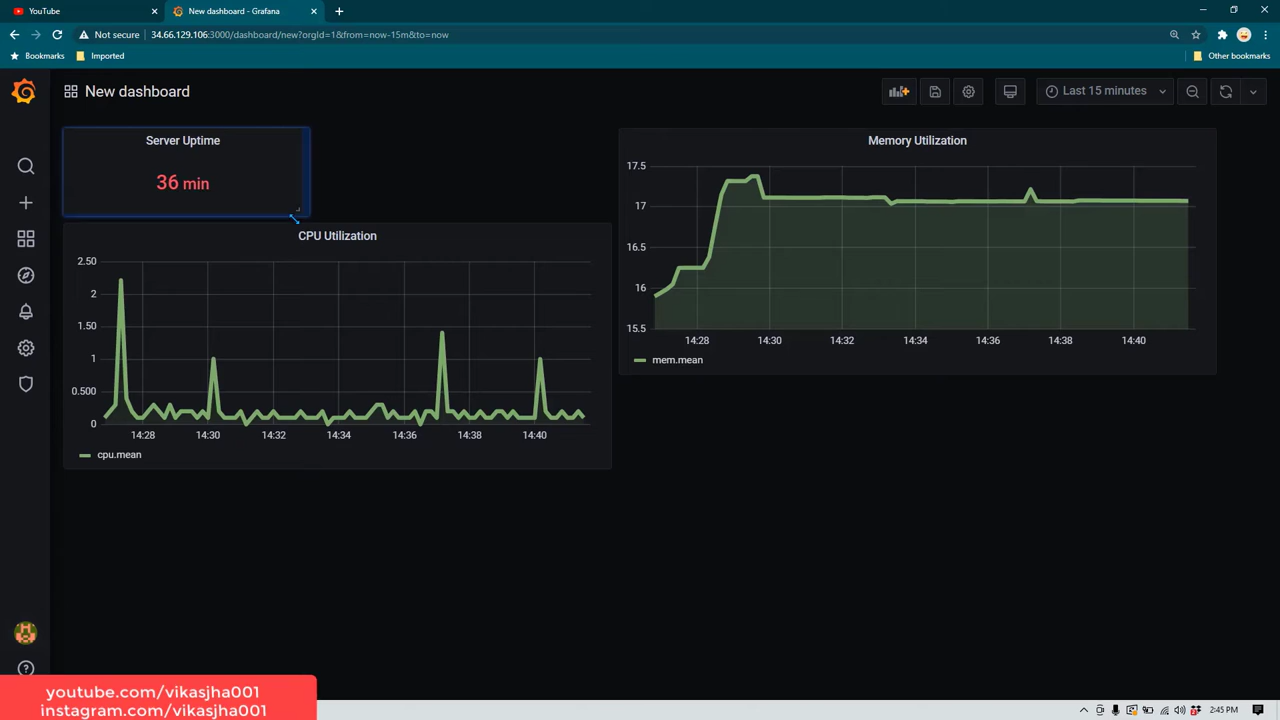 YouTube
New dashboard - Grafana
Not secure
34.66.129.106:3000/dashboard/new?orgId=1&from=now-15m&to=now
Bookmarks
Imported
Other bookmarks
New dashboard
Last 15 minutes
Server Uptime
36 min
CPU Utilization
2.50
2
1.50
1
0.500
0
14:28
14:30
14:32
14:34
14:36
14:38
14:40
cpu.mean
Memory Utilization
17.5
17
16.5
16
15.5
14:28
14:30
14:32
14:34
14:36
14:38
14:40
mem.mean
youtube.com/vikasjha001
instagram.com/vikasjha001
2:45 PM